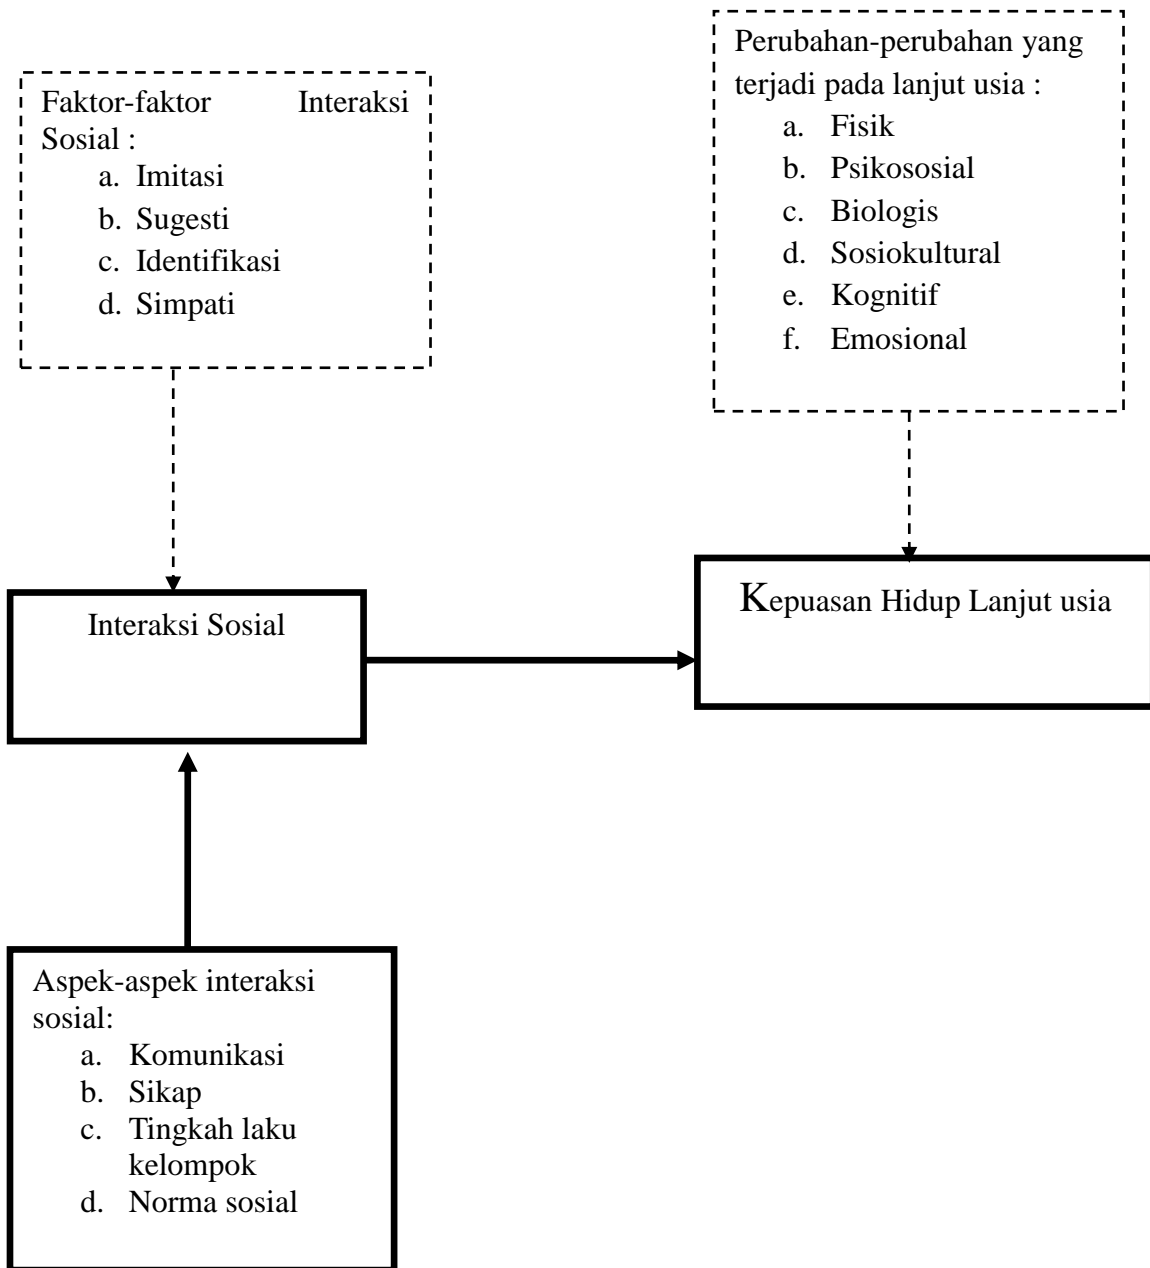 Faktor-faktor Interaksi
Sosial :
a. Imitasi
b. Sugesti
c. Identifikasi
d. Simpati
Perubahan-perubahan yang
terjadi pada lanjut usia :
a. Fisik
b. Psikososial
c. Biologis
d. Sosiokultural
e. Kognitif
f. Emosional
Interaksi Sosial
Kepuasan Hidup Lanjut usia
Aspek-aspek interaksi
sosial:
a. Komunikasi
b. Sikap
c. Tingkah laku
kelompok
d. Norma sosial